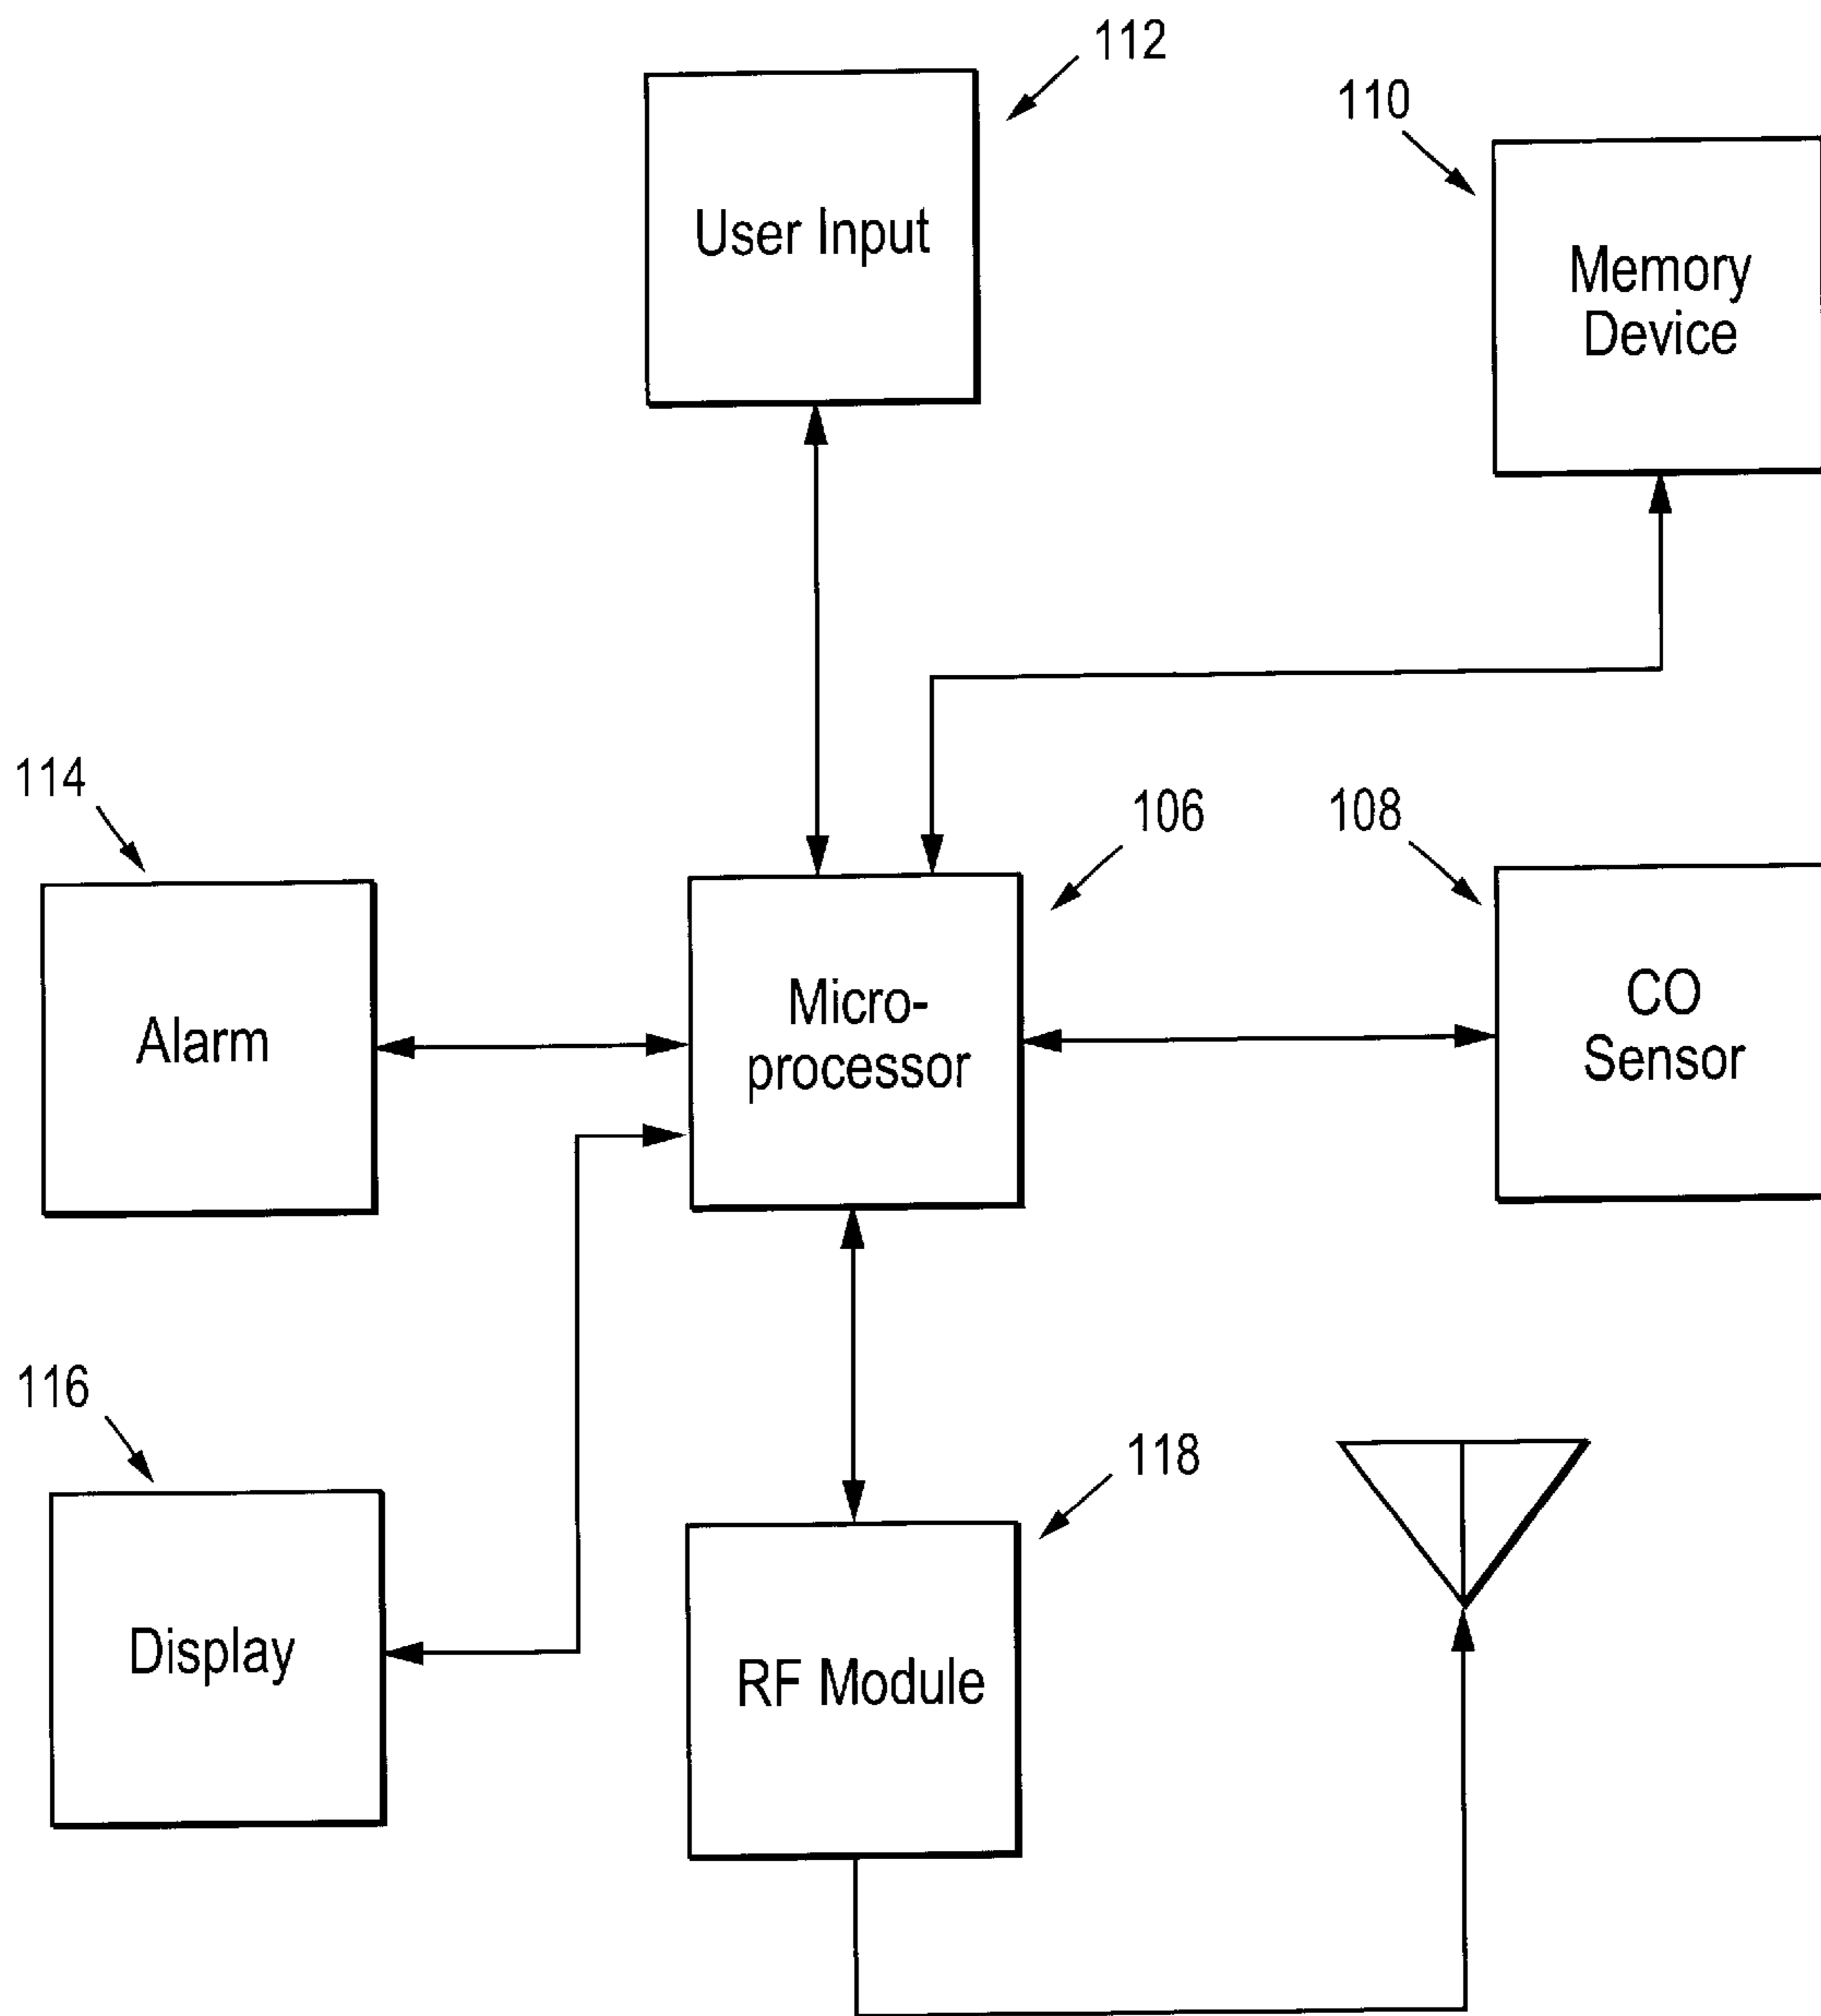 112
110
User Input
Memory
Device
114
106
108
Alarm
Micro-
processor
CO
Sensor
116
118
Display
RF Module